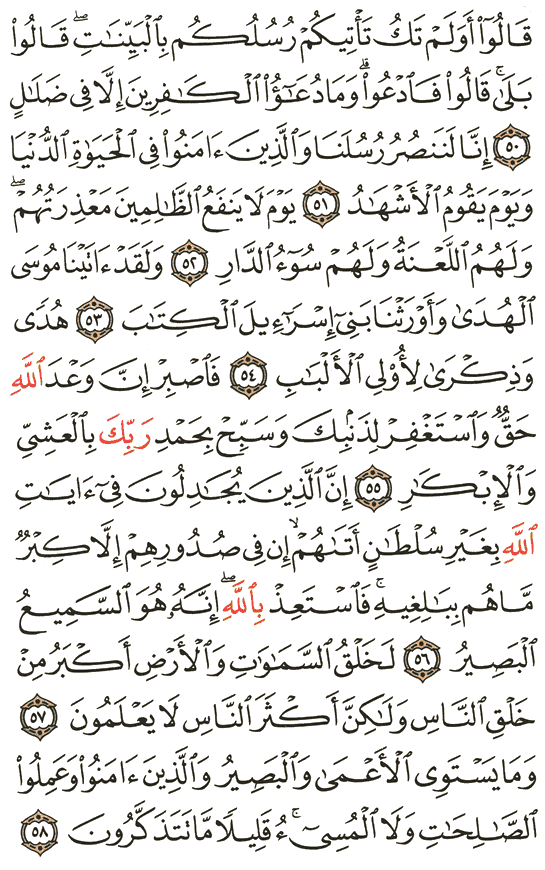 قَالُوٓا۟ أَوَلَمْ تَكُ تَأْتِيكُمْ رُسُلُكُم بِٱلْبَيِّنَـٰتِ ۖ قَالُوا۟
بَلَىٰ ۚ قَالُوا۟ فَٱدْعُوا۟ ۗ وَمَا دُعَـٰٓؤُا۟ ٱلْكَـٰفِرِينَ إِلَّا فِى ضَلَـٰلٍ
٥٠ إِنَّا لَنَنصُرُ رُسُلَنَا وَٱلَّذِينَ ءَامَنُوا۟ فِى ٱلْحَيَوٰةِ ٱلدُّنْيَا
وَيَوْمَ يَقُومُ ٱلْأَشْهَـٰدُ ٥١ يَوْمَ لَا يَنفَعُ ٱلظَّـٰلِمِينَ مَعْذِرَتُهُمْ ۖ
وَلَهُمُ ٱللَّعْنَةُ وَلَهُمْ سُوٓءُ ٱلدَّارِ ٥٢ وَلَقَدْ ءَاتَيْنَا مُوسَى
ٱلْهُدَىٰ وَأَوْرَثْنَا بَنِىٓ إِسْرَٰٓءِيلَ ٱلْكِتَـٰبَ ٥٣ هُدًى
وَذِكْرَىٰ لِأُو۟لِى ٱلْأَلْبَـٰبِ ٥٤ فَٱصْبِرْ إِنَّ وَعْدَ ٱللَّهِ
حَقٌّ وَٱسْتَغْفِرْ لِذَنۢبِكَ وَسَبِّحْ بِحَمْدِ رَبِّكَ بِٱلْعَشِىِّ
وَٱلْإِبْكَـٰرِ ٥٥ إِنَّ ٱلَّذِينَ يُجَـٰدِلُونَ فِىٓ ءَايَـٰتِ
ٱللَّهِ بِغَيْرِ سُلْطَـٰنٍ أَتَىٰهُمْ ۙ إِن فِى صُدُورِهِمْ إِلَّا كِبْرٌ
مَّا هُم بِبَـٰلِغِيهِ ۚ فَٱسْتَعِذْ بِٱللَّهِ ۖ إِنَّهُۥ هُوَ ٱلسَّمِيعُ
ٱلْبَصِيرُ ٥٦ لَخَلْقُ ٱلسَّمَـٰوَٰتِ وَٱلْأَرْضِ أَكْبَرُ مِنْ
خَلْقِ ٱلنَّاسِ وَلَـٰكِنَّ أَكْثَرَ ٱلنَّاسِ لَا يَعْلَمُونَ ٥٧
وَمَا يَسْتَوِى ٱلْأَعْمَىٰ وَٱلْبَصِيرُ وَٱلَّذِينَ ءَامَنُوا۟ وَعَمِلُوا۟
ٱلصَّـٰلِحَـٰتِ وَلَا ٱلْمُسِىٓءُ ۚ قَلِيلًا مَّا تَتَذَكَّرُونَ ٥٨